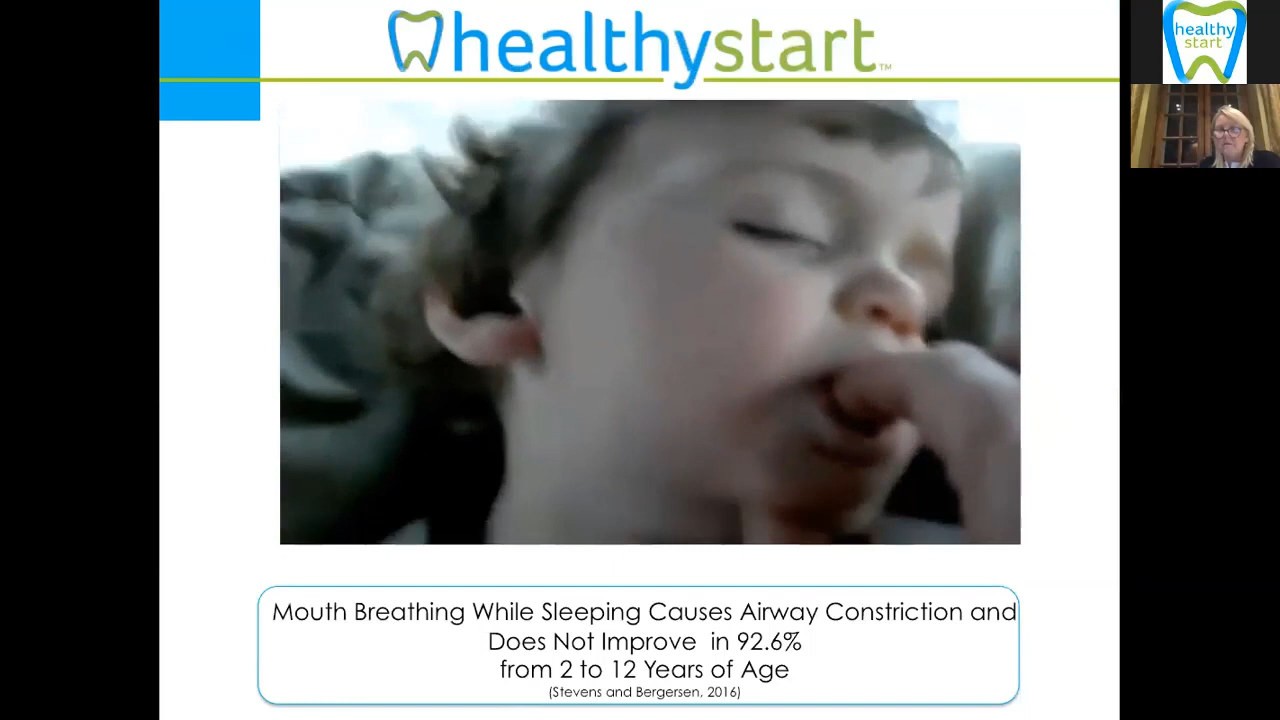 healthystart™
healthy
start
Mouth Breathing While Sleeping Causes Airway Constriction and
Does Not Improve in 92.6%
from 2 to 12 Years of Age
(Stevens and Bergersen, 2016)